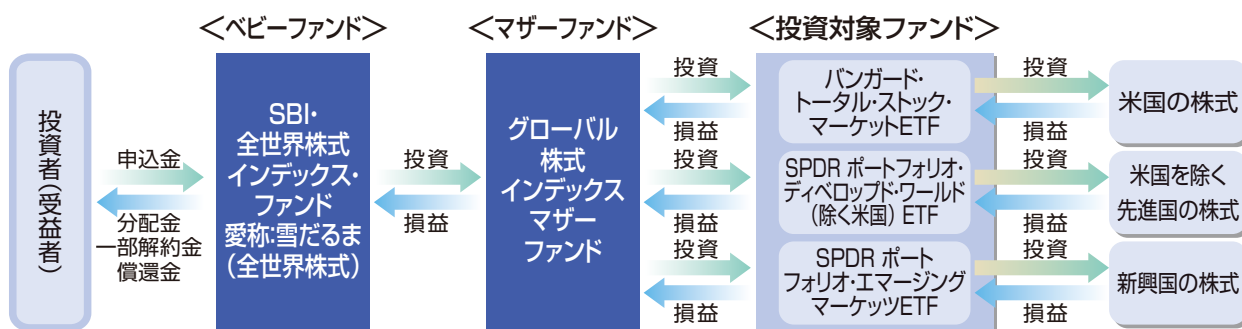 ＜ベビーファンド＞
＜マザーファンド＞
＜投資対象ファンド＞
投資者(受益者)
申込金
分配金
一部解約金
償還金
SBI・
全世界株式
インデックス・
ファンド
愛称:雪だるま
(全世界株式)
投資
損益
グローバル
株式
インデックス
マザー
ファンド
投資
損益
投資
損益
投資
損益
バンガード・
トータル・ストック・
マーケットETF
SPDR ポートフォリオ・
ディベロップド・ワールド
(除く米国) ETF
SPDR ポート
フォリオ・エマージング
マーケッツETF
投資
損益
投資
損益
投資
損益
米国の株式
米国を除く
先進国の株式
新興国の株式